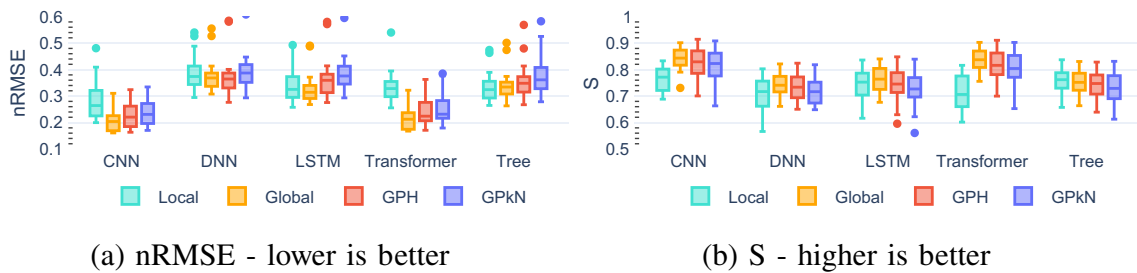 nRMSE
0.6
0.5
0.4
0.3
0.2
0.1
CNN DNN LSTM Transformer Tree
Local Global GPH GPkN
(a) nRMSE - lower is better
S
1
0.9
0.8
0.7
0.6
0.5
CNN DNN LSTM Transformer Tree
Local Global GPH GPkN
(b) S - higher is better